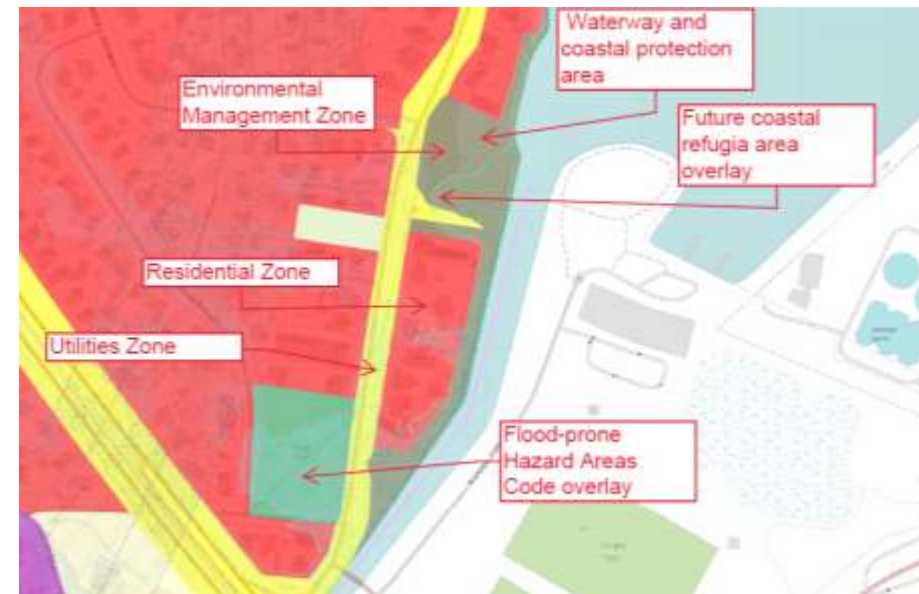 Waterway and
coastal protection
area
Environmental
Management Zone
Future coastal
refugia area
overlay
Residential Zone
Utilities Zone
Flood-prone
Hazard Areas
Code overlay